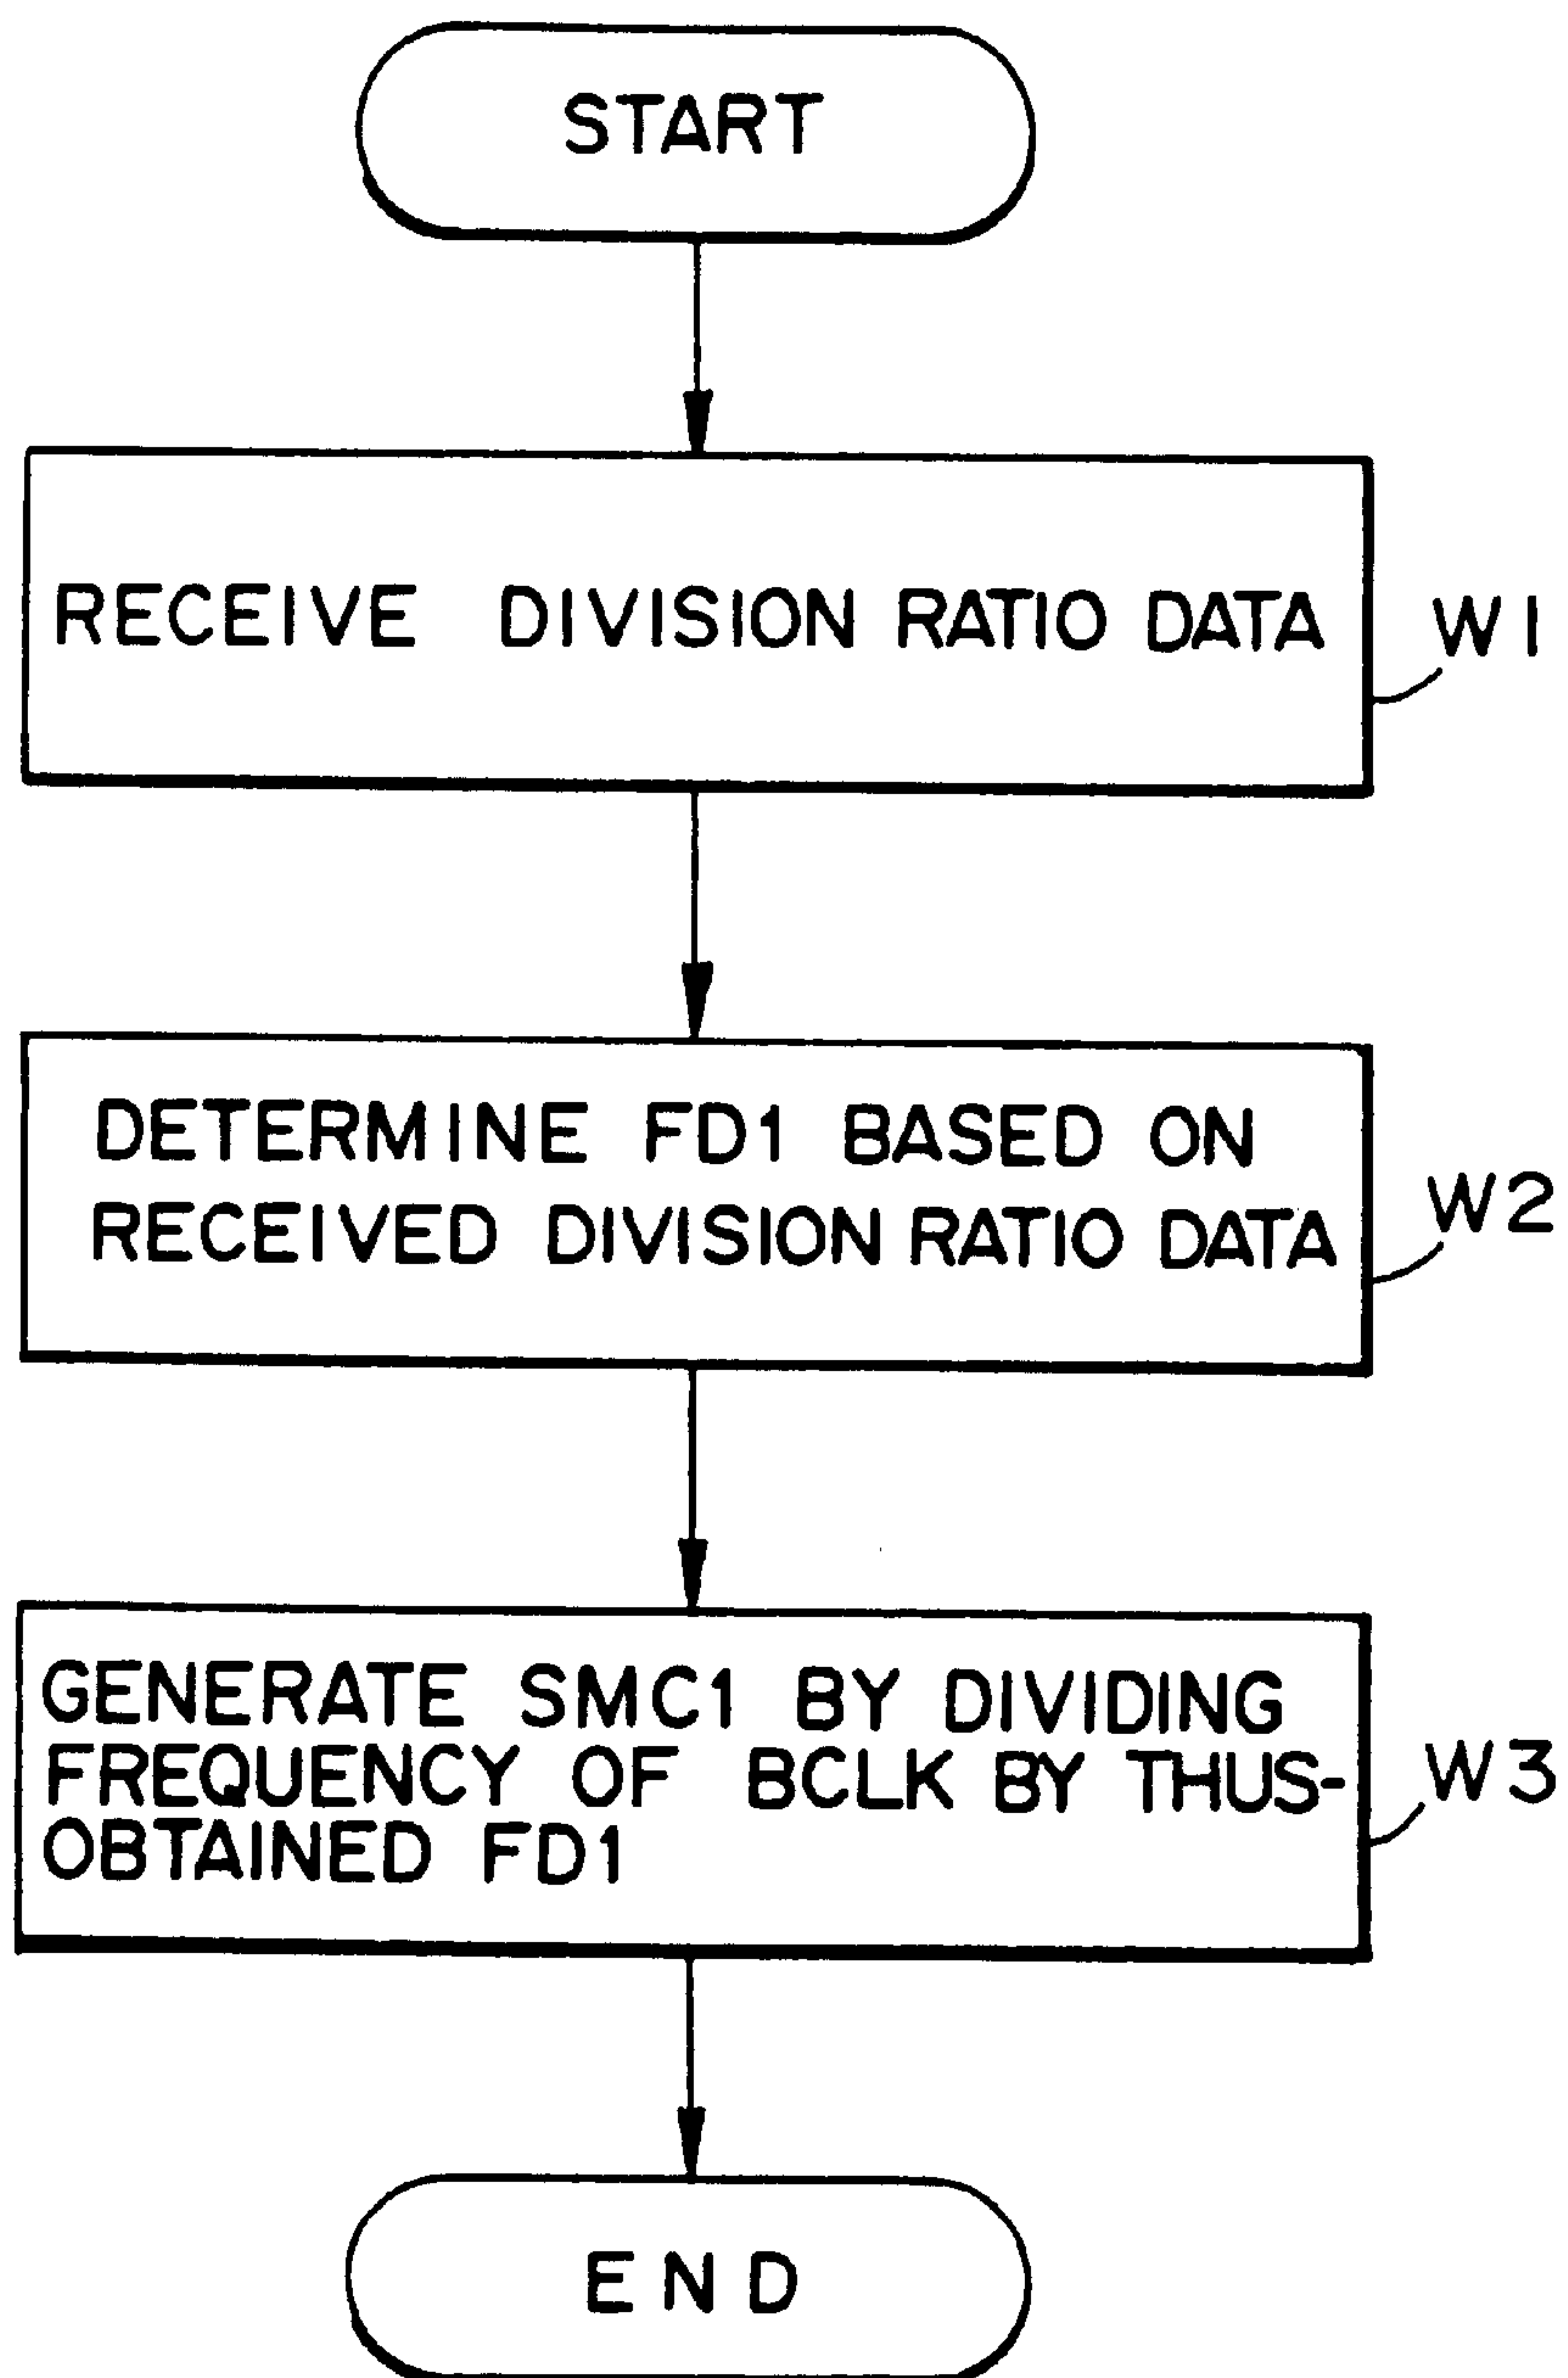 START
RECEIVE DIVISION RATIO DATA
W1
DETERMINE FD1 BASED ON
RECEIVED DIVISION RATIO DATA
W2
GENERATE SMC1 BY DIVIDING
FREQUENCY OF BCLK BY THUS-
OBTAINED FD1
W3
END